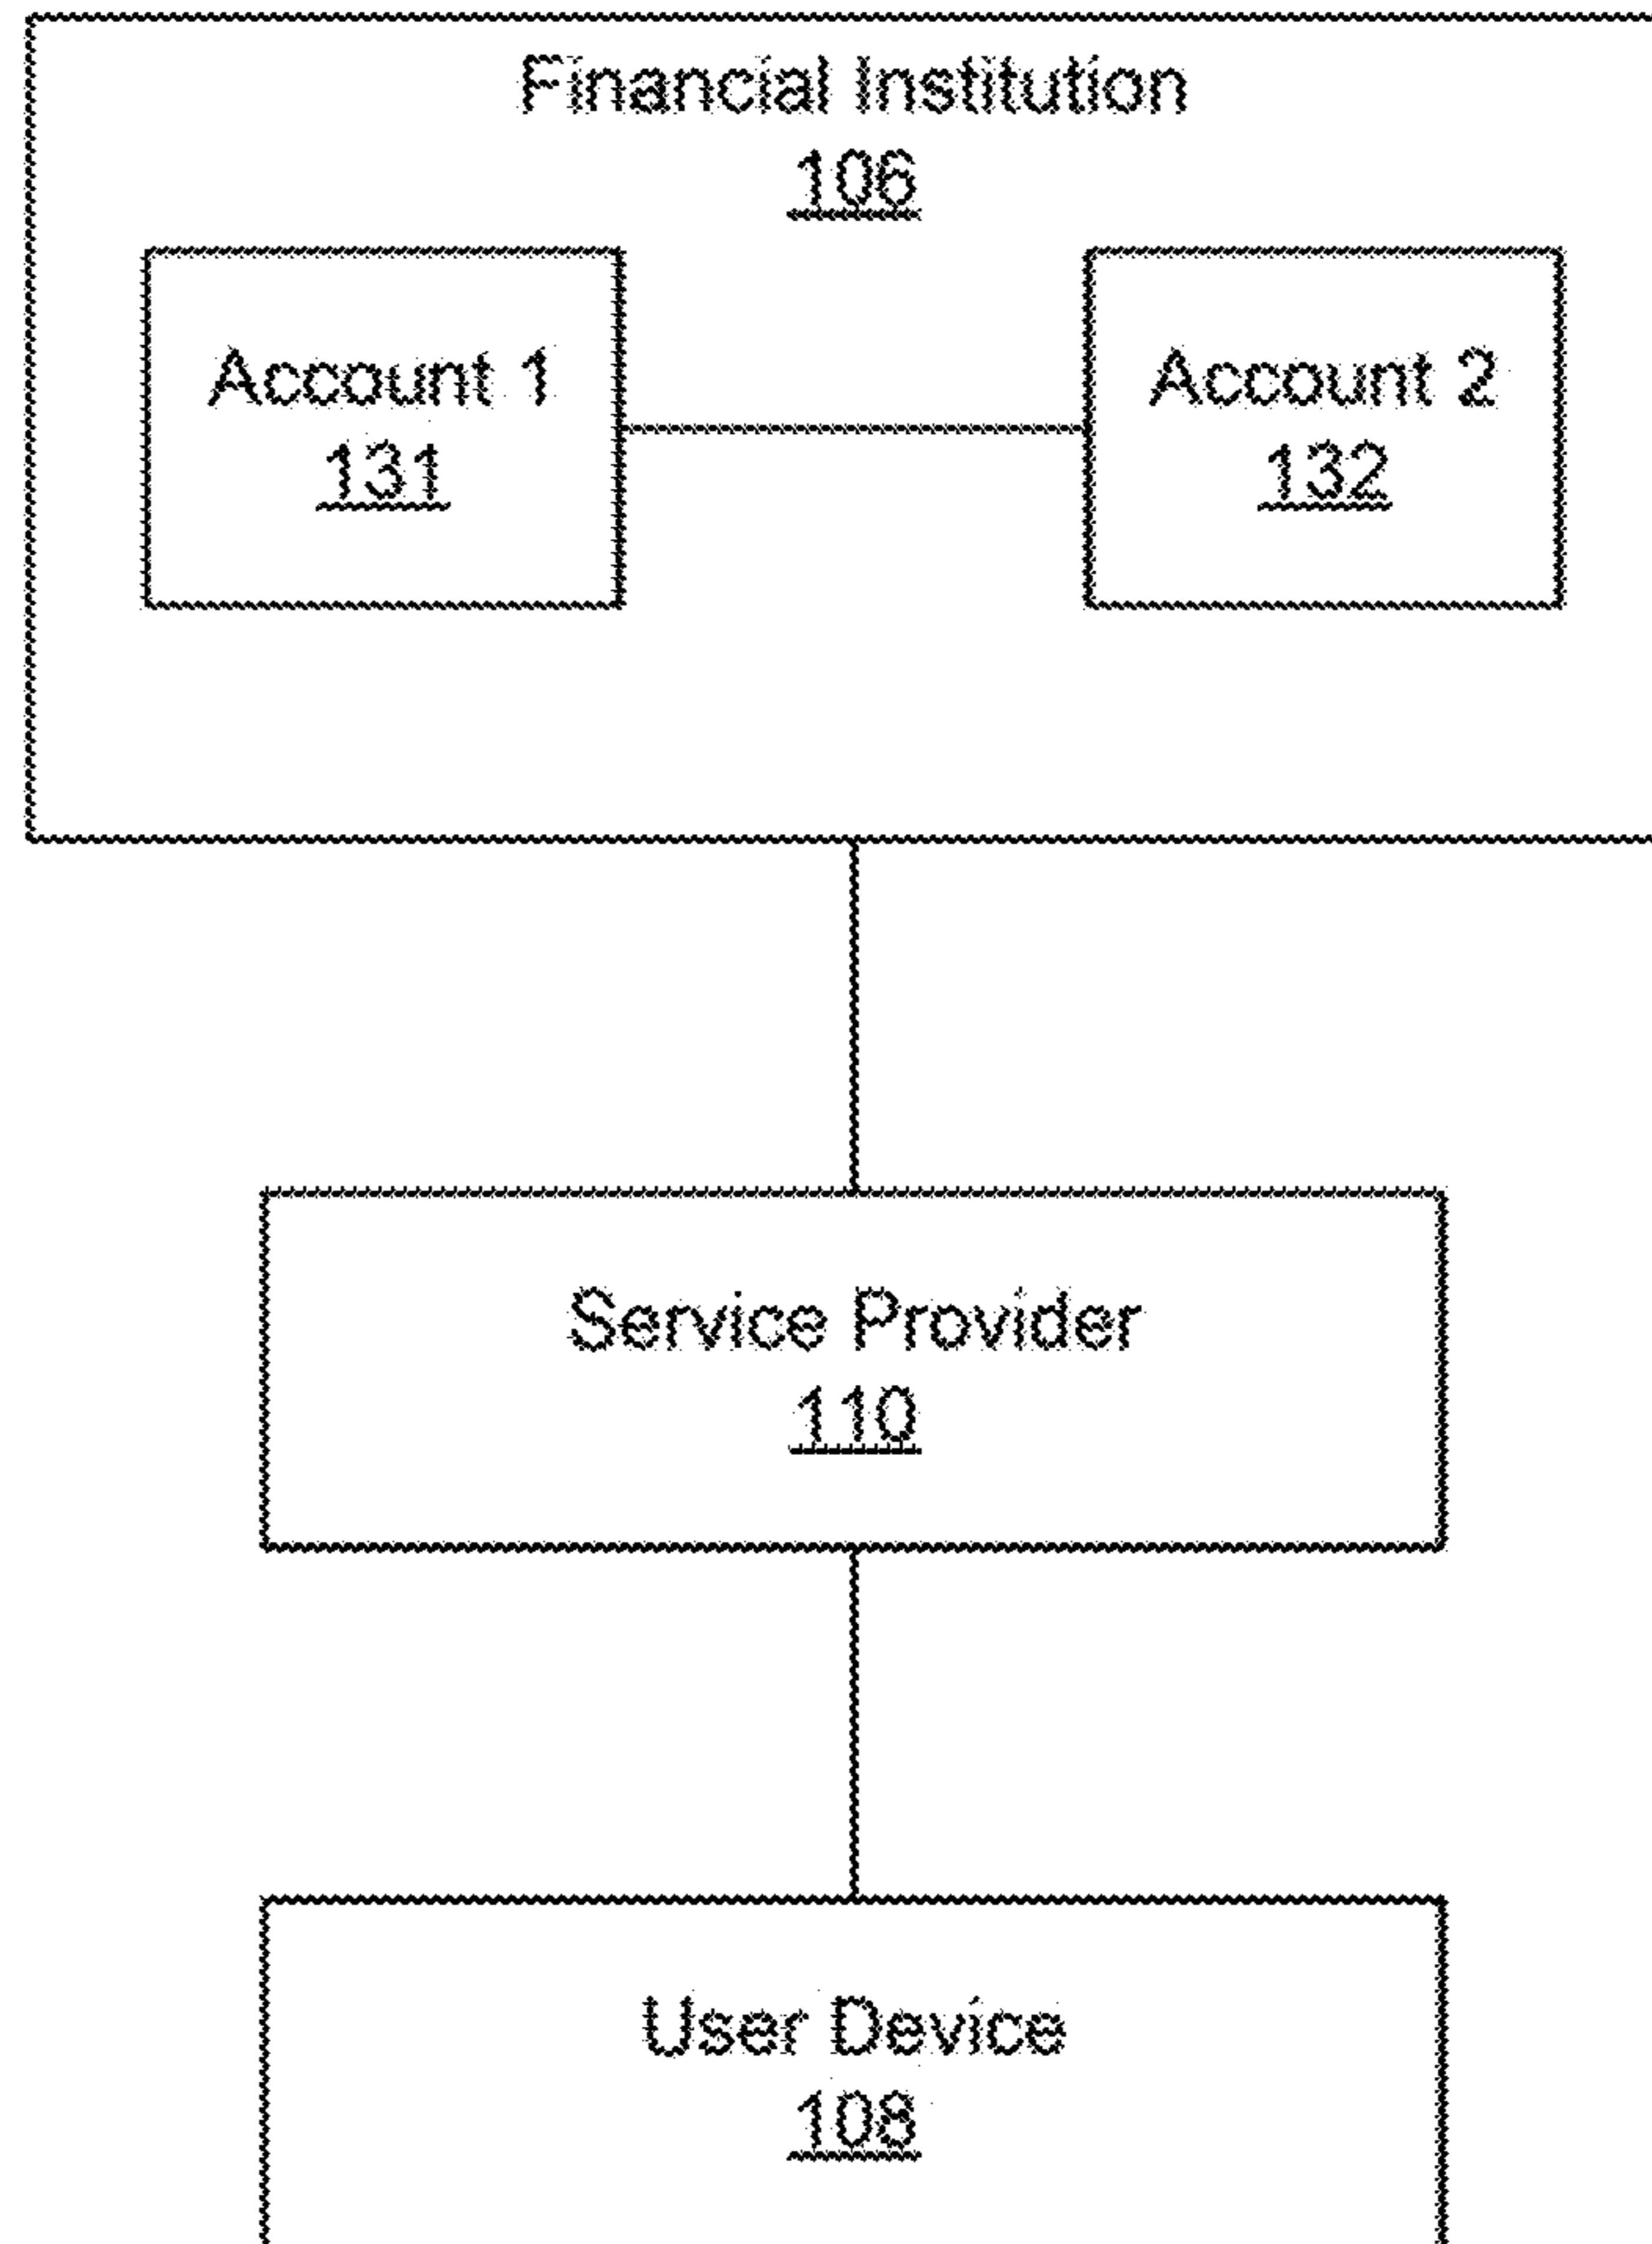 Financial Institution
106
Account 1
131
Account 2
132
Service Provider
110
User Device
108